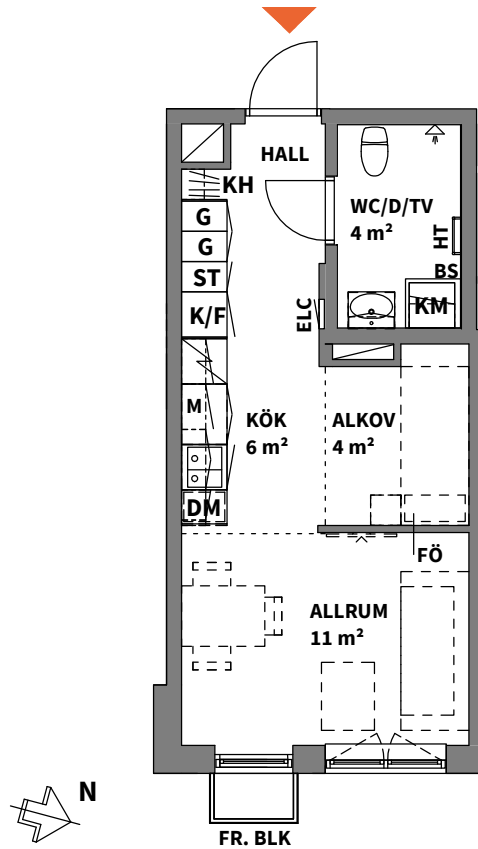 HALL
KH
G
G
ST
K/F
WC/D/TV
4 m²
HT
BS
KM
ELC
M
KÖK
6 m²
ALKOV
4 m²
DM
FÖ
ALLRUM
11 m²
N
FR. BLK